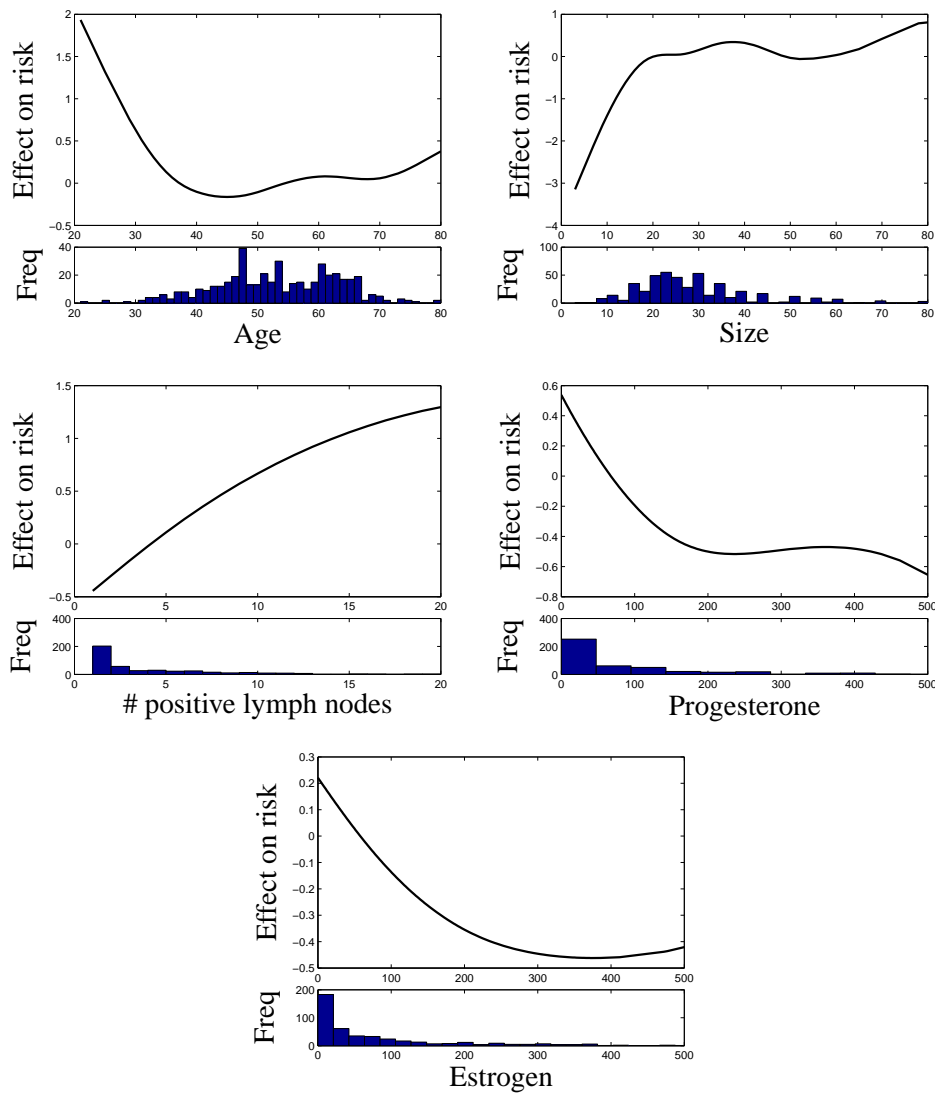 2
1.5
1
0.5
0
−0.5
20 30 40 50 60 70 80
Effect on risk
40
20
0
20 30 40 50 60 70 80
Freq
Age
1
0
−1
−2
−3
−4
0 10 20 30 40 50 60 70 80
Effect on risk
100
50
0
0 10 20 30 40 50 60 70 80
Freq
Size
1.5
1
0.5
0
−0.5
0 5 10 15 20
Effect on risk
400
200
0
0 5 10 15 20
Freq
# positive lymph nodes
0.6
0.4
0.2
0
−0.2
−0.4
−0.6
−0.8
0 100 200 300 400 500
Effect on risk
400
200
0
0 100 200 300 400 500
Freq
Progesterone
0.3
0.2
0.1
0
−0.1
−0.2
−0.3
−0.4
−0.5
0 100 200 300 400 500
Effect on risk
200
100
0
0 100 200 300 400 500
Freq
Estrogen